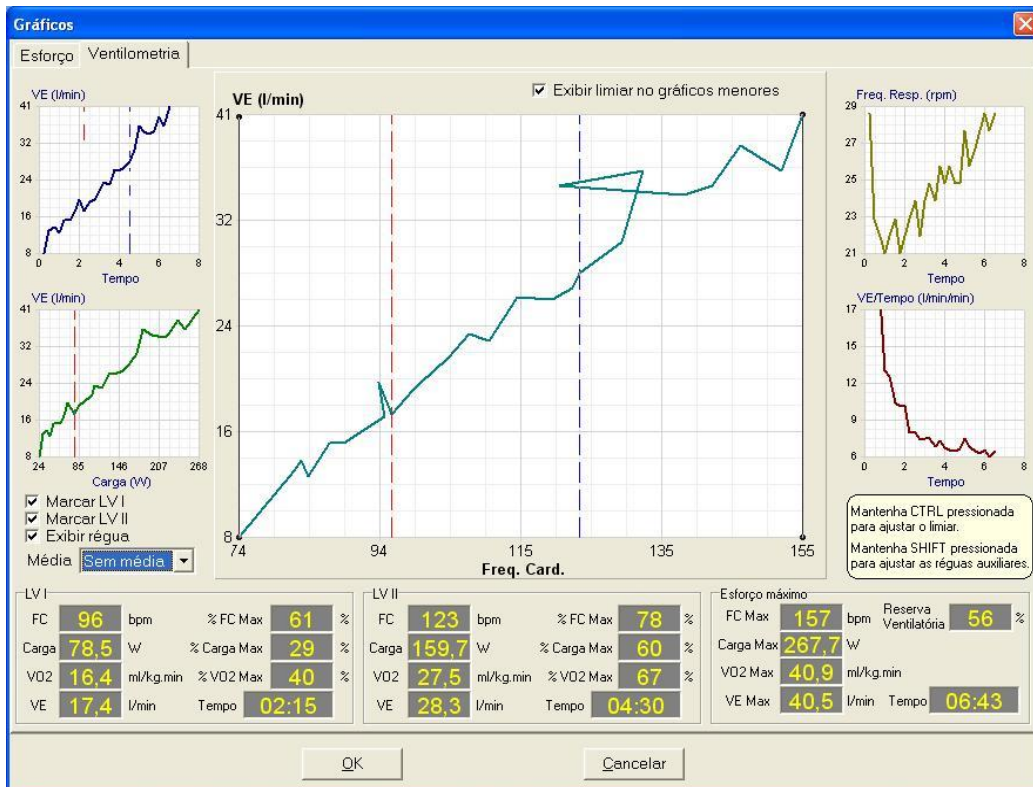 Gráficos
Esforço Ventilometria
VE (l/min)
41
32
24
16
8
0 2 4 6 8
Tempo
VE (l/min)
41
32
24
16
8
24 85 146 207 268
Carga (W)
Marcar LV I
Marcar LV II
Exibir régua
Média Sem média
VE (l/min)
Exibir limiar no gráficos menores
41
32
24
16
8
74 94 115 135 155
Freq. Card.
Freq. Resp. (rpm)
29
27
25
23
21
0 2 4 6 8
Tempo
VE/Tempo (l/min/min)
17
15
12
9
6
0 2 4 6 8
Tempo
Mantenha CTRL pressionada
para ajustar o limiar.
Mantenha SHIFT pressionada
para ajustar as réguas auxiliares.
LV I
FC 96 bpm % FC Max 61 %
Carga 78,5 W % Carga Max 29 %
VO2 16,4 ml/kg.min % VO2 Max 40 %
VE 17,4 l/min Tempo 02:15
LV II
FC 123 bpm % FC Max 78 %
Carga 159,7 W % Carga Max 60 %
VO2 27,5 ml/kg.min % VO2 Max 67 %
VE 28,3 l/min Tempo 04:30
Esforço máximo
FC Max 157 bpm Reserva Ventilatória 56 %
Carga Max 267,7 W
VO2 Max 40,9 ml/kg.min
VE Max 40,5 l/min Tempo 06:43
OK Cancelar